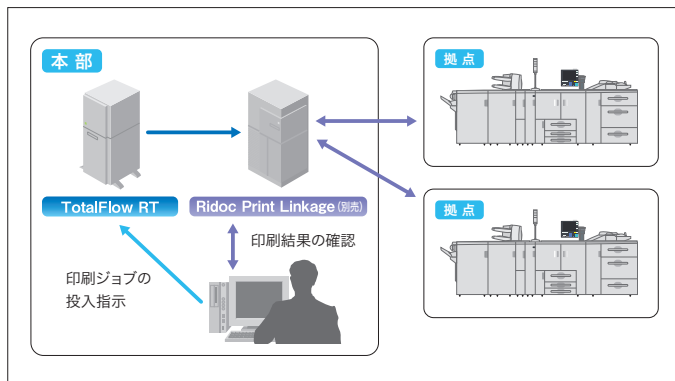 本部
拠点
拠点
TotalFlow RT
Ridoc Print Linkage(別売)
印刷結果の確認
印刷ジョブの
投入指示